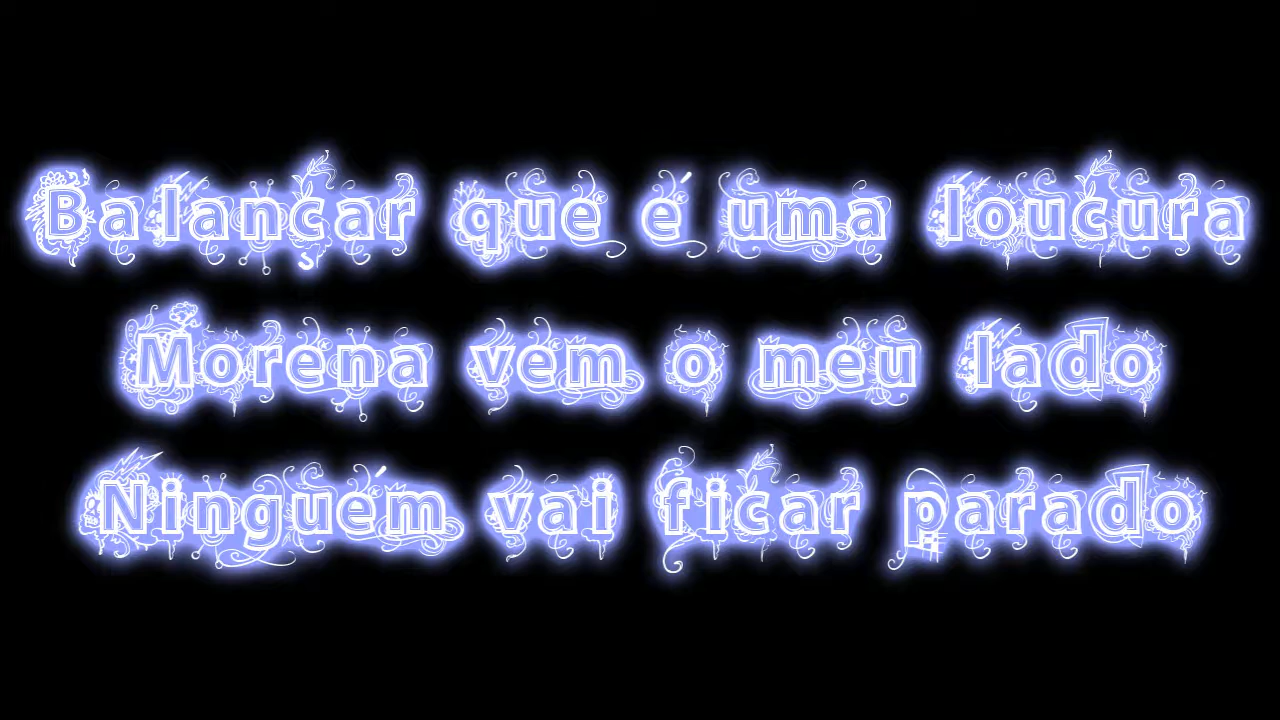 Balançar que é uma loucura
Morena vem o meu lado
Ninguém vai ficar parado